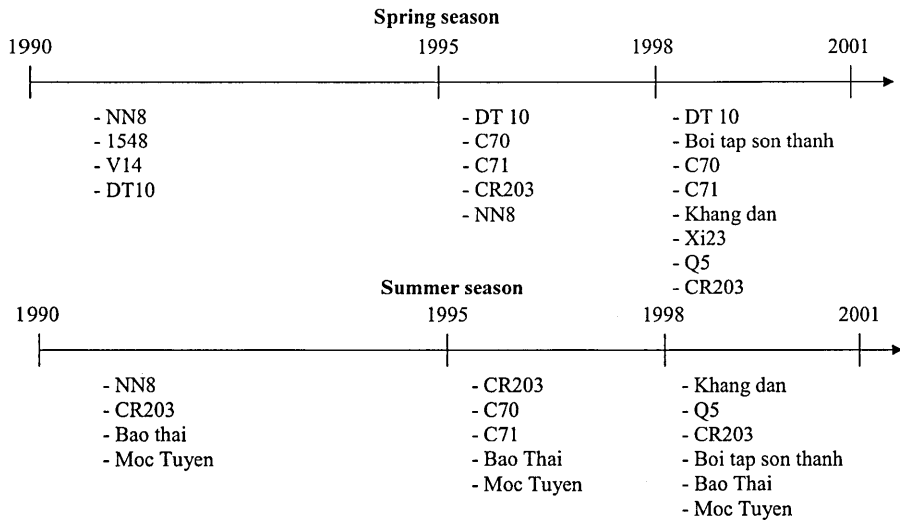 Spring season
1990 1995 1998 2001
- NN8
- 1548
- V14
- DT10
- DT 10
- C70
- C71
- CR203
- NN8
- DT 10
- Boi tap son thanh
- C70
- C71
- Khang dan
- Xi23
- Q5
- CR203
Summer season
1990 1995 1998 2001
- NN8
- CR203
- Bao thai
- Moc Tuyen
- CR203
- C70
- C71
- Bao Thai
- Moc Tuyen
- Khang dan
- Q5
- CR203
- Boi tap son thanh
- Bao Thai
- Moc Tuyen